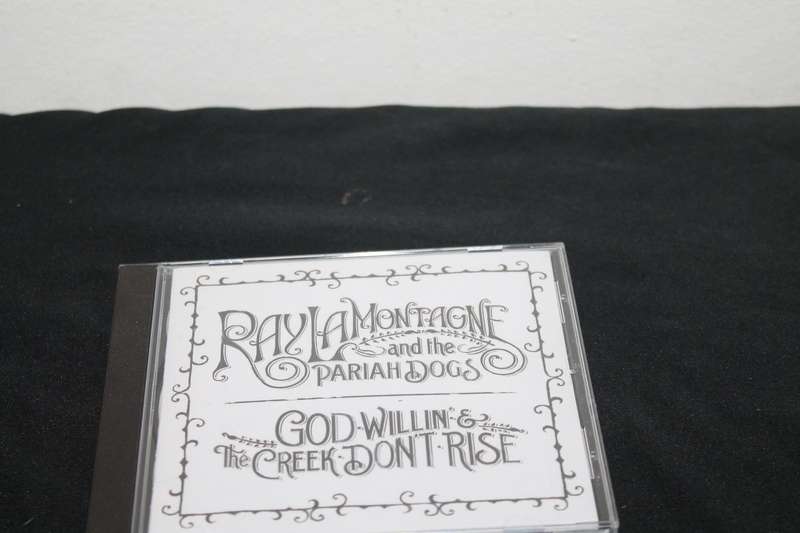 RAY LAMONTAGNE
and the
PARIAH DOGS
GOD·WILLIN'·&
The CREEK·DON'T·RISE